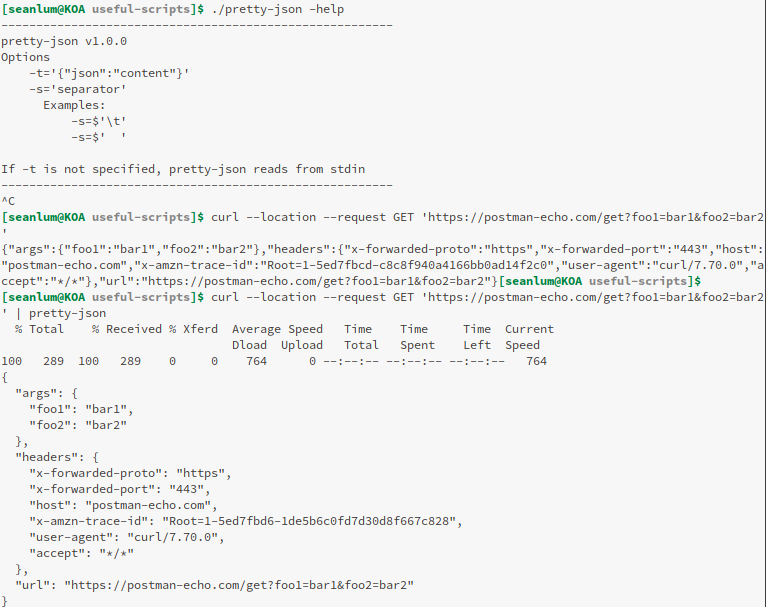 [seanlum@KOA useful-scripts]$ ./pretty-json -help
--------------------------------------------------------
pretty-json v1.0.0
Options
    -t='{"json":"content"}'
    -s='separator'
      Examples:
          -s=$'\t'
          -s=$'  '

If -t is not specified, pretty-json reads from stdin
--------------------------------------------------------
^C
[seanlum@KOA useful-scripts]$ curl --location --request GET 'https://postman-echo.com/get?foo1=bar1&foo2=bar2
'
{"args":{"foo1":"bar1","foo2":"bar2"},"headers":{"x-forwarded-proto":"https","x-forwarded-port":"443","host":
"postman-echo.com","x-amzn-trace-id":"Root=1-5ed7fbcd-c8c8f940a4166bb0ad14f2c0","user-agent":"curl/7.70.0","a
ccept":"*/*"},"url":"https://postman-echo.com/get?foo1=bar1&foo2=bar2"}[seanlum@KOA useful-scripts]$
[seanlum@KOA useful-scripts]$ curl --location --request GET 'https://postman-echo.com/get?foo1=bar1&foo2=bar2
' | pretty-json
  % Total    % Received % Xferd  Average Speed   Time    Time     Time  Current
                                 Dload  Upload   Total   Spent    Left  Speed
100   289  100   289    0     0    764      0 --:--:-- --:--:-- --:--:--   764
{
  "args": {
    "foo1": "bar1",
    "foo2": "bar2"
  },
  "headers": {
    "x-forwarded-proto": "https",
    "x-forwarded-port": "443",
    "host": "postman-echo.com",
    "x-amzn-trace-id": "Root=1-5ed7fbd6-1de5b6c0fd7d30d8f667c828",
    "user-agent": "curl/7.70.0",
    "accept": "*/*"
  },
  "url": "https://postman-echo.com/get?foo1=bar1&foo2=bar2"
}